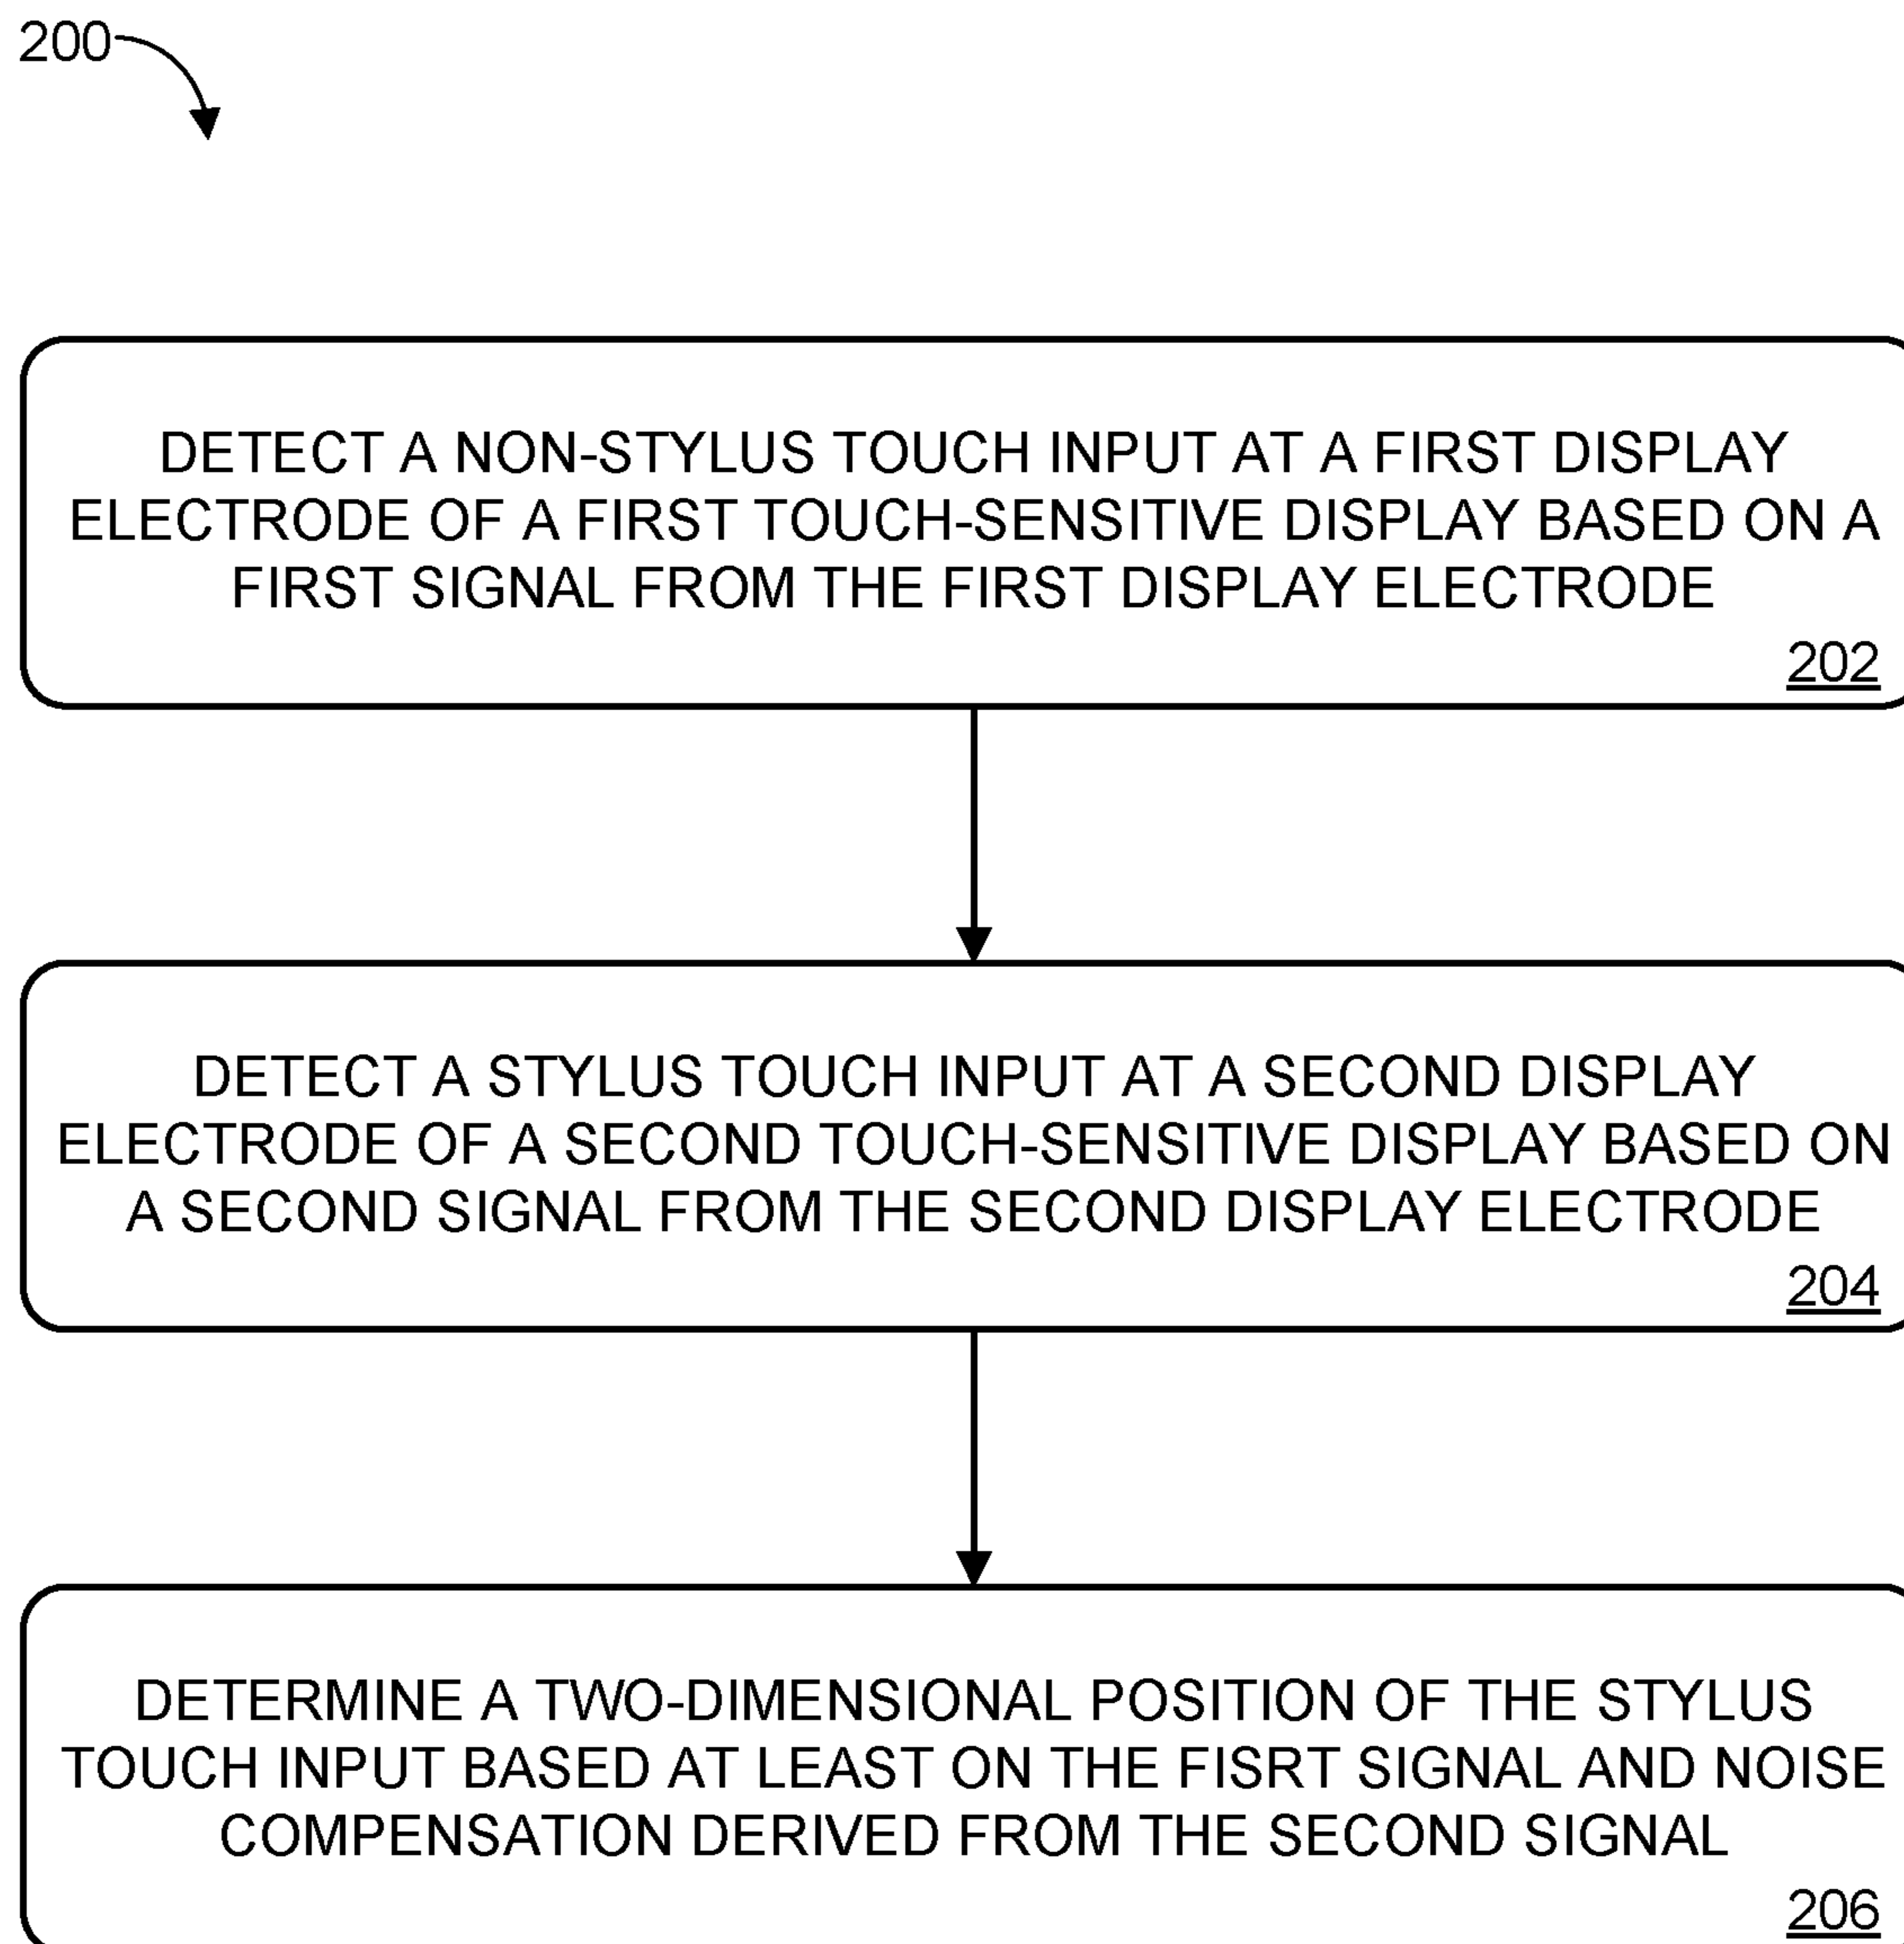 200
DETECT A NON-STYLUS TOUCH INPUT AT A FIRST DISPLAY
ELECTRODE OF A FIRST TOUCH-SENSITIVE DISPLAY BASED ON A
FIRST SIGNAL FROM THE FIRST DISPLAY ELECTRODE
202
DETECT A STYLUS TOUCH INPUT AT A SECOND DISPLAY
ELECTRODE OF A SECOND TOUCH-SENSITIVE DISPLAY BASED ON
A SECOND SIGNAL FROM THE SECOND DISPLAY ELECTRODE
204
DETERMINE A TWO-DIMENSIONAL POSITION OF THE STYLUS
TOUCH INPUT BASED AT LEAST ON THE FISRT SIGNAL AND NOISE
COMPENSATION DERIVED FROM THE SECOND SIGNAL
206